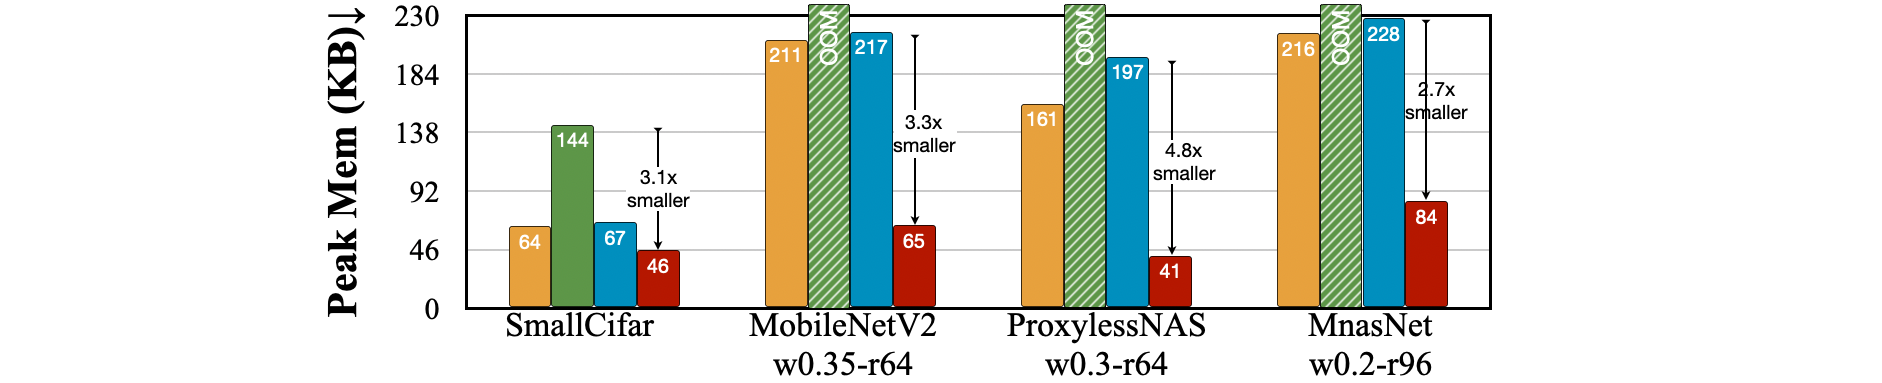 Peak Mem (KB)↓
230
184
138
92
46
0
64
144
67
46
3.1x
smaller
211
OOM
217
65
3.3x
smaller
161
OOM
197
41
4.8x
smaller
216
OOM
228
84
2.7x
smaller
SmallCifar
MobileNetV2
w0.35-r64
ProxylessNAS
w0.3-r64
MnasNet
w0.2-r96